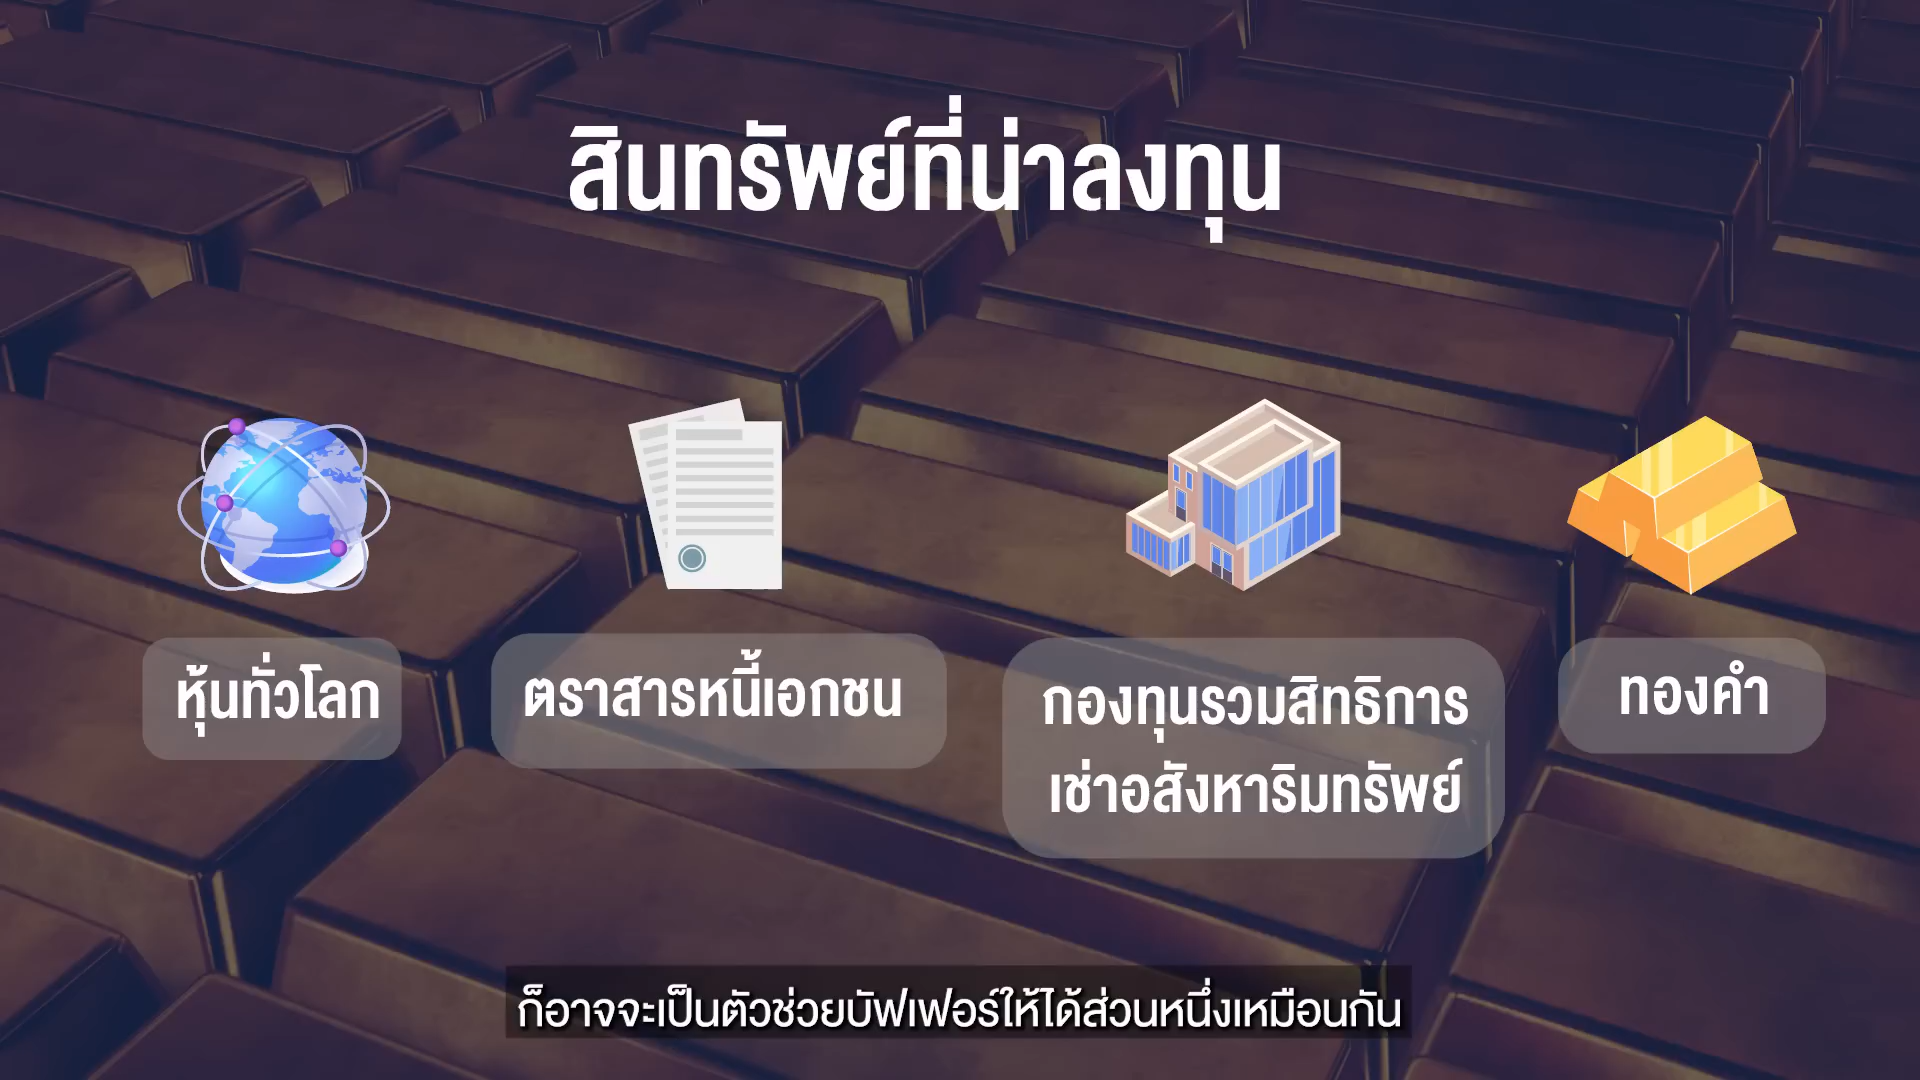 สินทรัพย์ที่น่าลงทุน
หุ้นทั่วโลก
ตราสารหนี้เอกชน
กองทุนรวมสิทธิการ
เช่าอสังหาริมทรัพย์
ทองคำ
ก็อาจจะเป็นตัวช่วยบัฟเฟอร์ให้ได้ส่วนหนึ่งเหมือนกัน